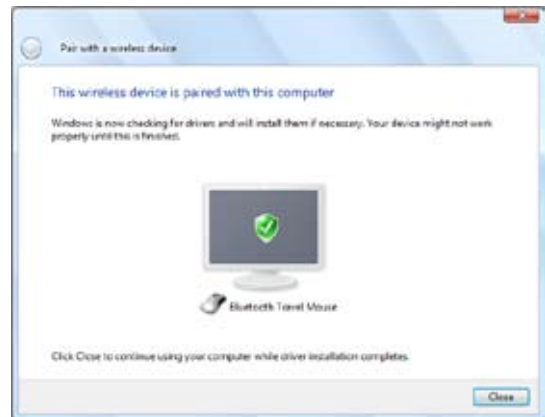 Pair with a wireless device
This wireless device is paired with this computer
Windows is now checking for drivers and will install them if necessary. Your device might not work
properly until this is finished.
Bluetooth Travel Mouse
Click Close to continue using your computer while driver installation completes.
Close